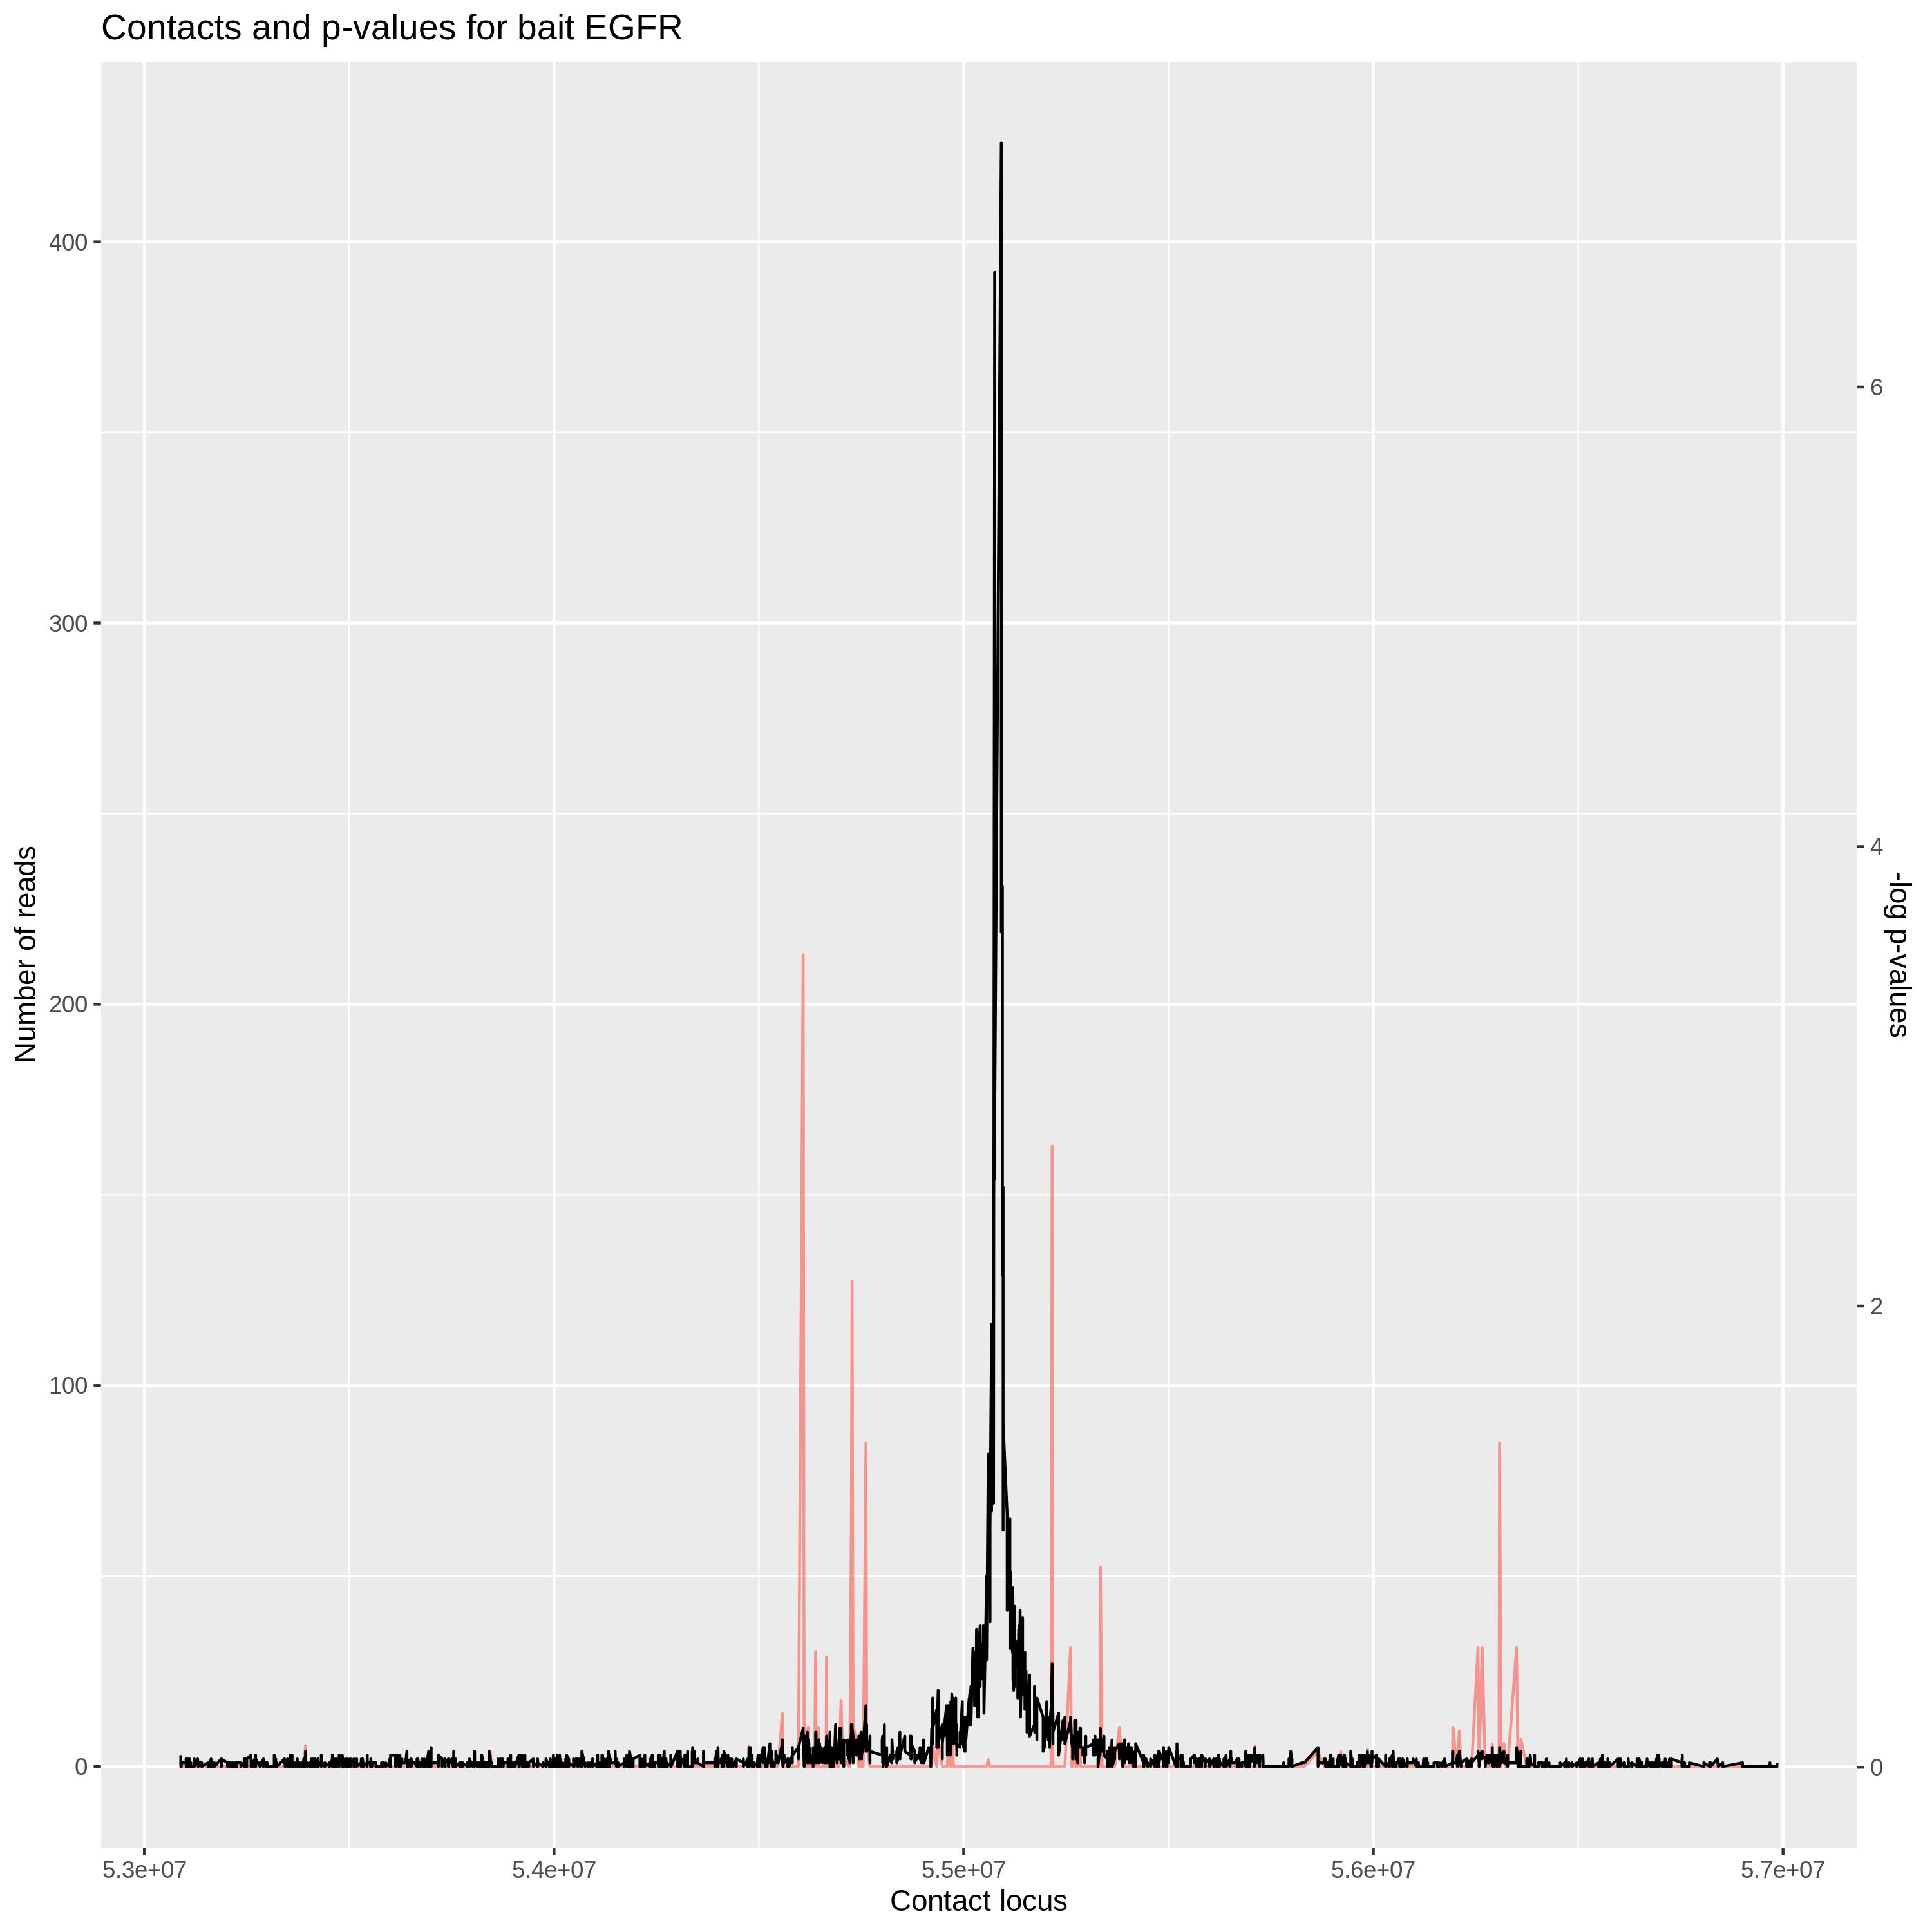 Contacts and p-values for bait EGFR
400
300
200
100
0
Number of reads
6
4
2
0
-log p-values
5.3e+07 5.4e+07 5.5e+07 5.6e+07 5.7e+07
Contact locus